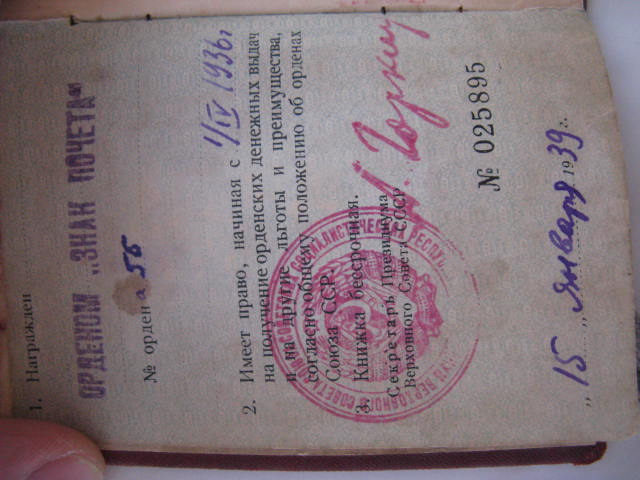 1. Награжден
ОРДЕНОМ „ЗНАК ПОЧЕТА“
№ орден а 56
2. Имеет право, начиная с 1/IV 1936 г
на получение орденских денежных выдач
и на другие льготы и преимущества,
согласно общему положению об орденах
Союза ССР.
3. Книжка бессрочная.
Секретарь Президиума
Верховного Совета СССР
А. Горкин
№ 025895
„15 „ Января 1939 г.